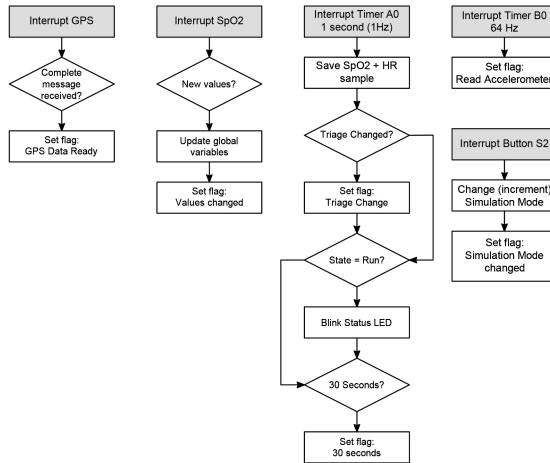 Interrupt GPS
Complete
message
received?
Set flag:
GPS Data Ready
Interrupt SpO2
New values?
Update global
variables
Set flag:
Values changed
Interrupt Timer A0
1 second (1Hz)
Save SpO2 + HR
sample
Triage Changed?
Set flag:
Triage Change
State = Run?
Blink Status LED
30 Seconds?
Set flag:
30 seconds
Interrupt Timer B0
64 Hz
Set flag:
Read Accelerometer
Interrupt Button S2
Change (increment)
Simulation Mode
Set flag:
Simulation Mode
changed